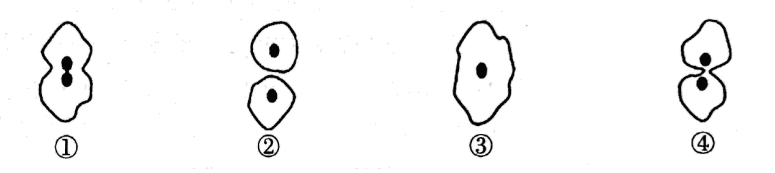 ① ② ③ ④